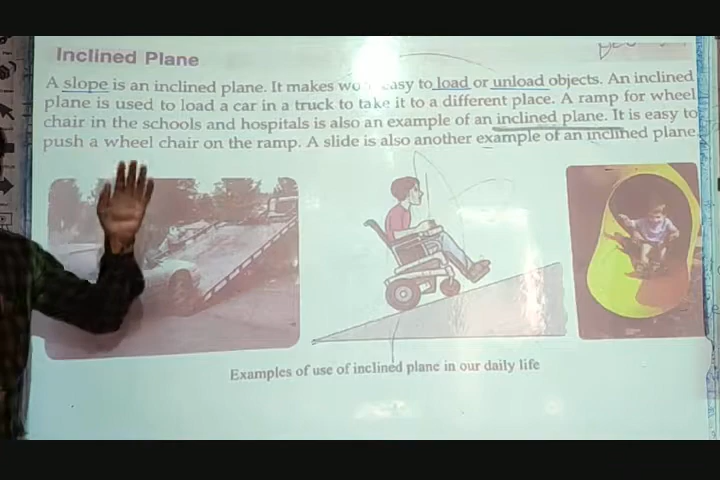 Inclined Plane
A slope is an inclined plane. It makes easy to load or unload objects. An inclined
plane is used to load a car in a truck to take it to a different place. A ramp for wheel
chair in the schools and hospitals is also an example of an inclined plane. It is easy to
push a wheel chair on the ramp. A slide is also another example of an inclined plane.
Examples of use of inclined plane in our daily life